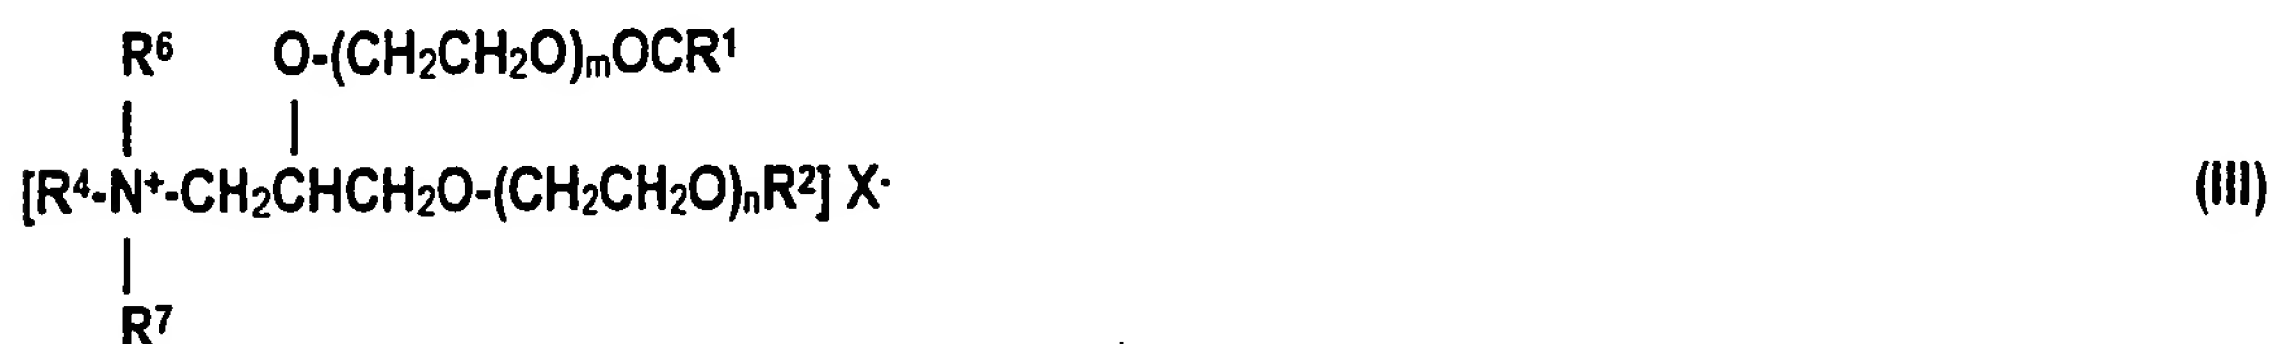 R⁶ O-(CH₂CH₂O)ₘOCR¹
| |
[R⁴-N⁺-CH₂CHCH₂O-(CH₂CH₂O)ₙR²] X⁻ (III)
|
R⁷